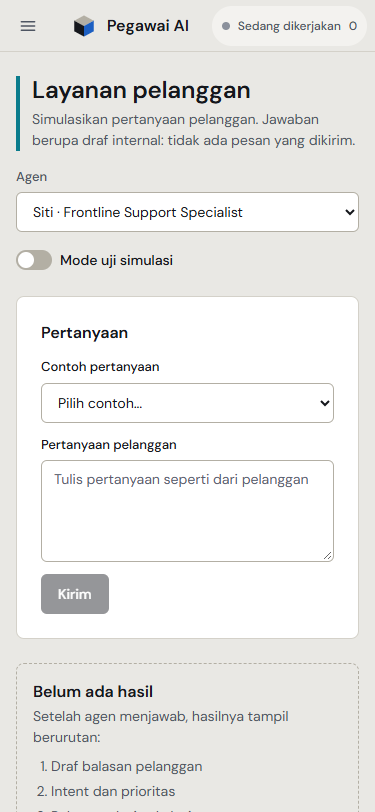 Pegawai AI
Sedang dikerjakan 0
Layanan pelanggan
Simulasikan pertanyaan pelanggan. Jawaban
berupa draf internal: tidak ada pesan yang dikirim.
Agen
Siti · Frontline Support Specialist
Mode uji simulasi
Pertanyaan
Contoh pertanyaan
Pilih contoh...
Pertanyaan pelanggan
Tulis pertanyaan seperti dari pelanggan
Kirim
Belum ada hasil
Setelah agen menjawab, hasilnya tampil
berurutan:
1. Draf balasan pelanggan
2. Intent dan prioritas